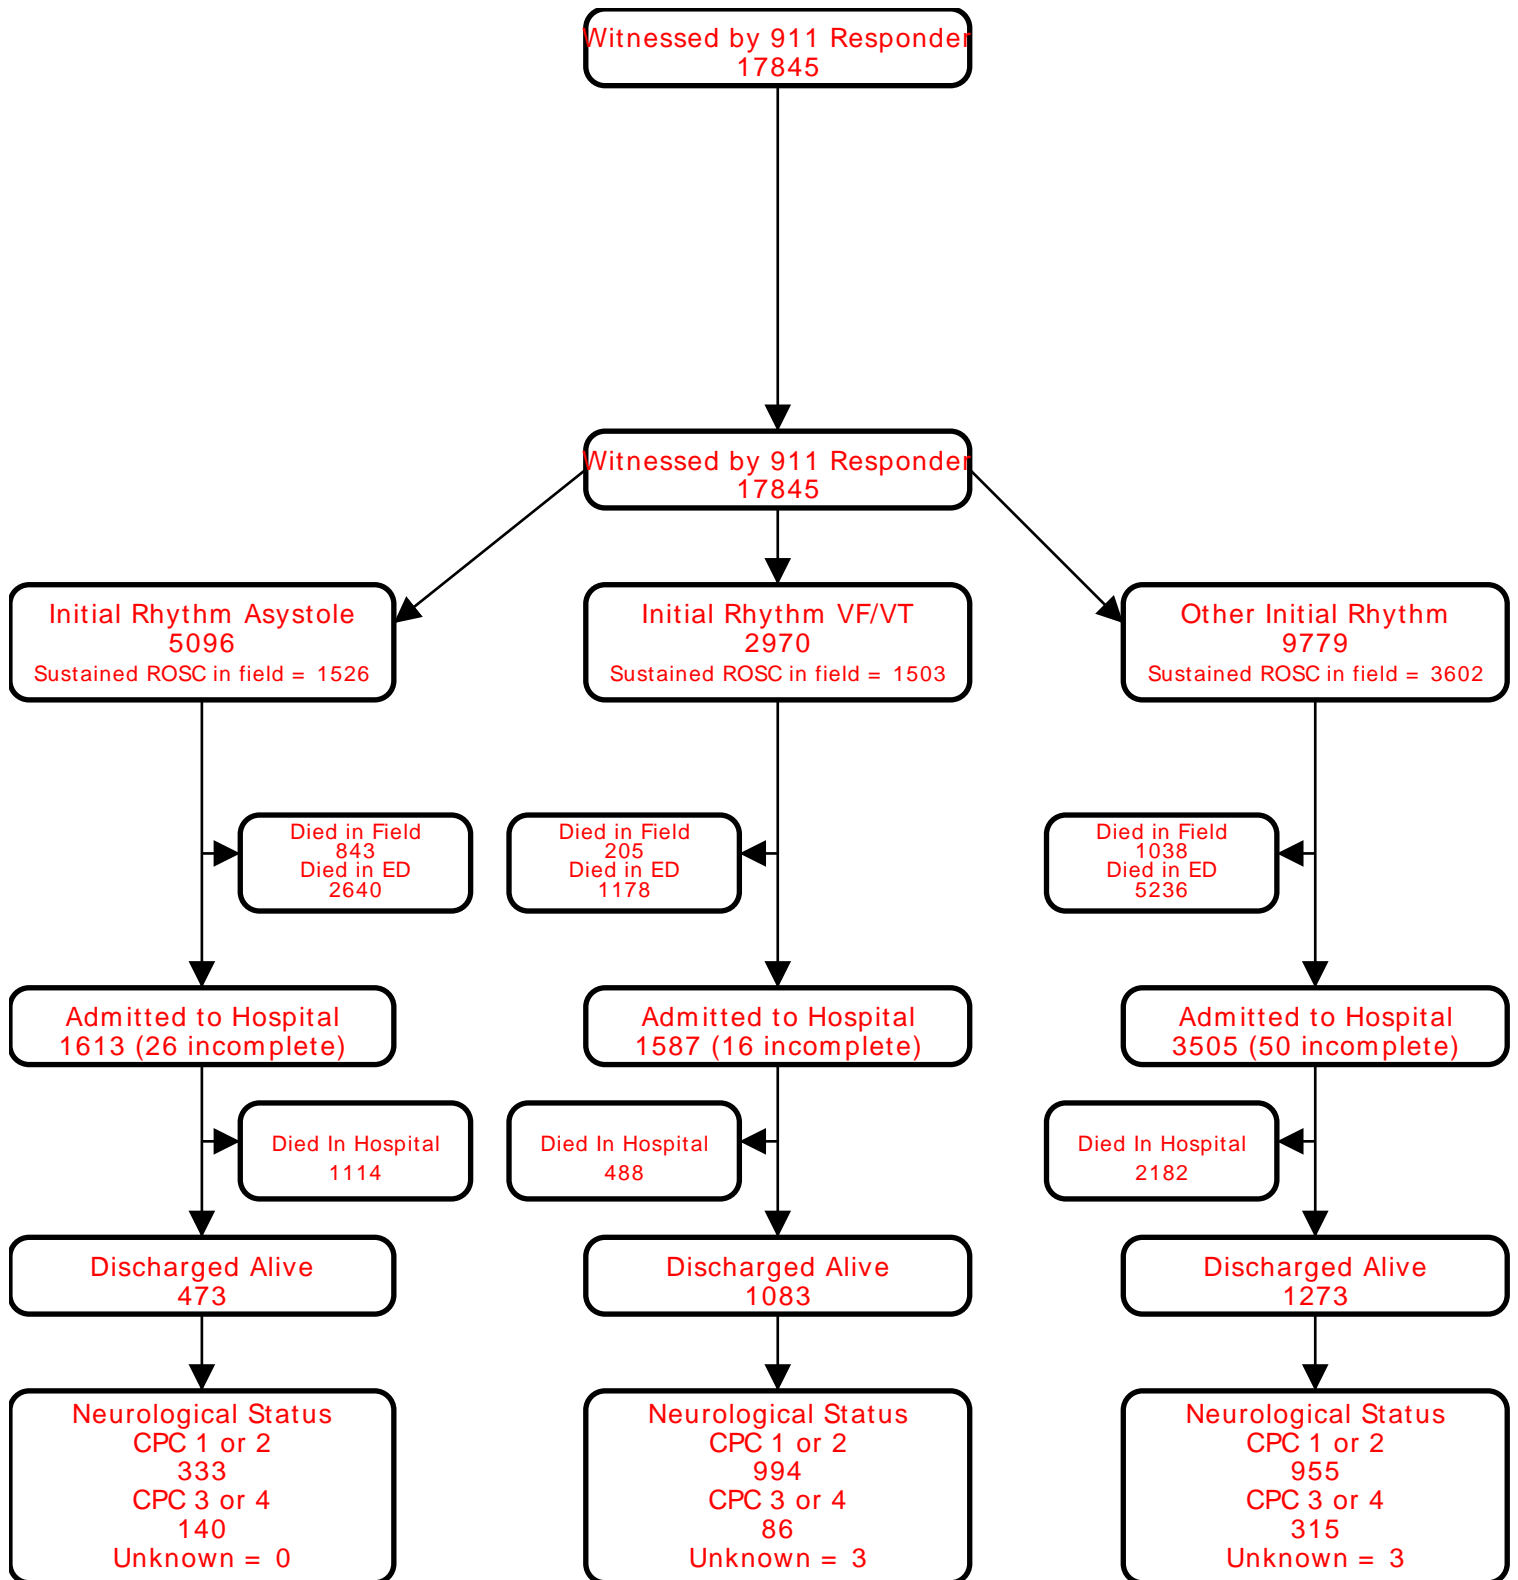 Witnessed by 911 Responder
17845
Witnessed by 911 Responder
17845
Initial Rhythm Asystole
5096
Sustained ROSC in field = 1526
Initial Rhythm VF/VT
2970
Sustained ROSC in field = 1503
Other Initial Rhythm
9779
Sustained ROSC in field = 3602
Died in Field
843
Died in ED
2640
Died in Field
205
Died in ED
1178
Died in Field
1038
Died in ED
5236
Admitted to Hospital
1613 (26 incomplete)
Admitted to Hospital
1587 (16 incomplete)
Admitted to Hospital
3505 (50 incomplete)
Died In Hospital
1114
Died In Hospital
488
Died In Hospital
2182
Discharged Alive
473
Discharged Alive
1083
Discharged Alive
1273
Neurological Status
CPC 1 or 2
333
CPC 3 or 4
140
Unknown = 0
Neurological Status
CPC 1 or 2
994
CPC 3 or 4
86
Unknown = 3
Neurological Status
CPC 1 or 2
955
CPC 3 or 4
315
Unknown = 3